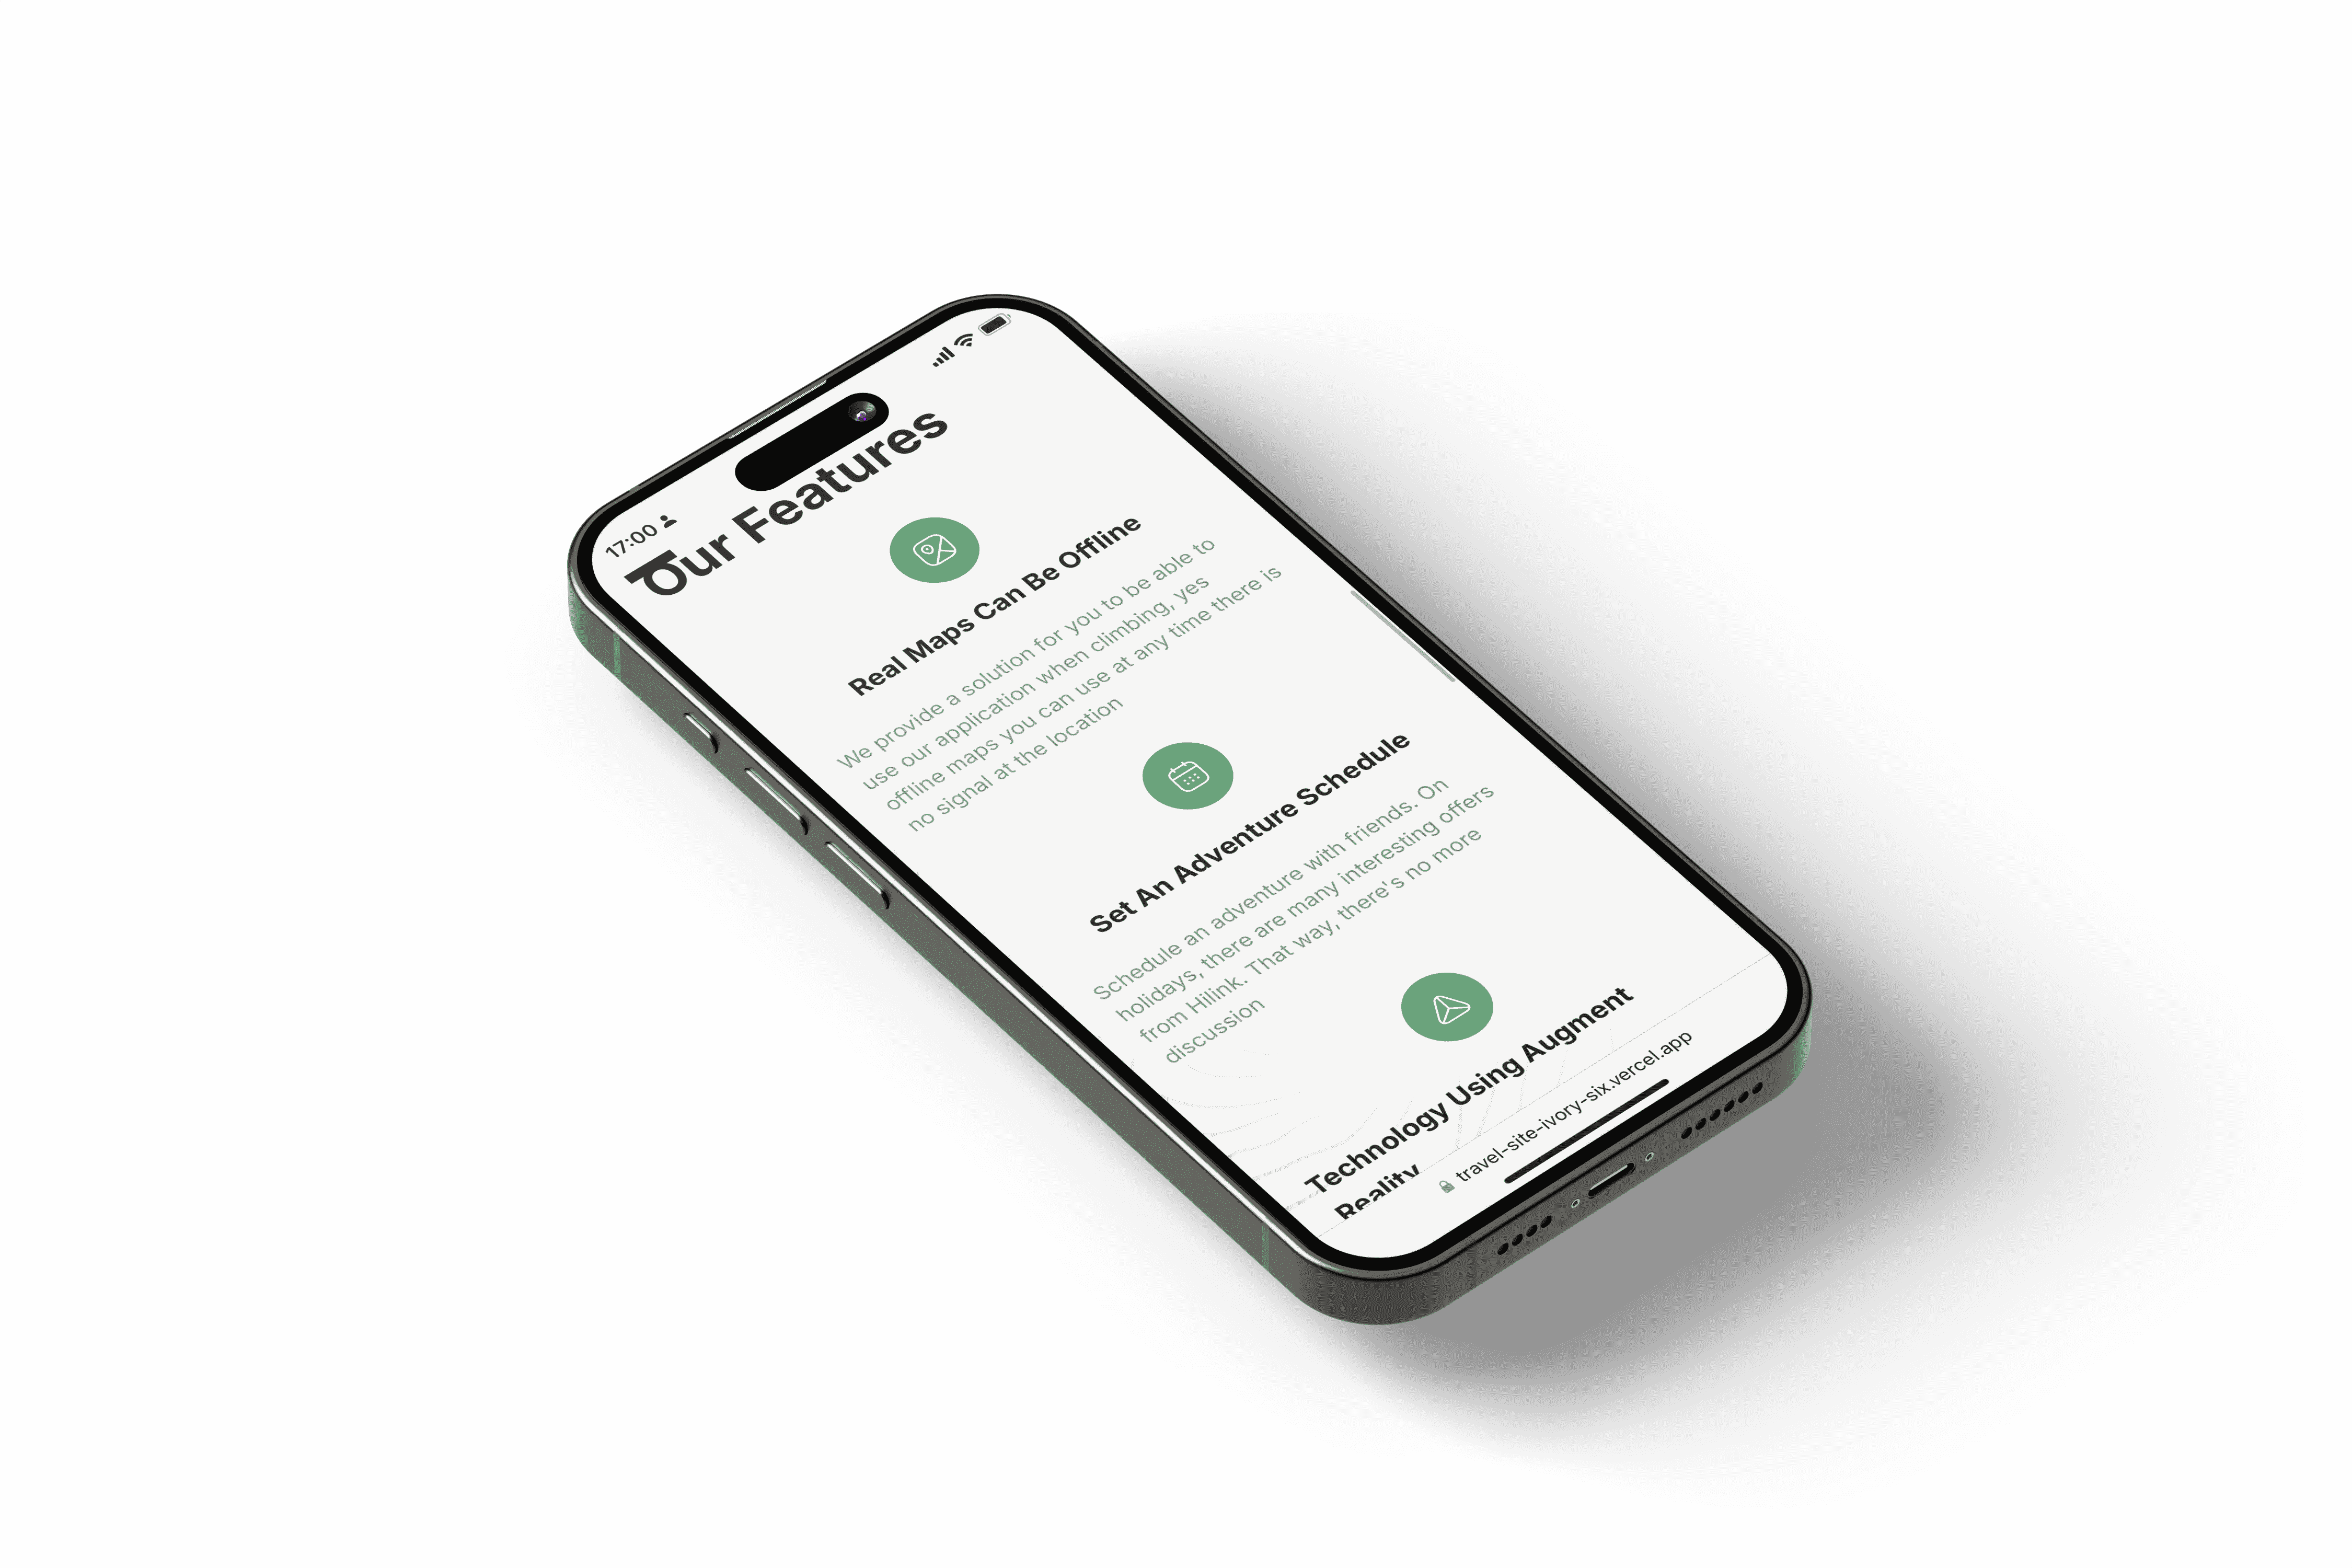 17:00
Our Features
Real Maps Can Be Offline
We provide a solution for you to be able to
use our application when climbing, yes
offline maps you can use at any time there is
no signal at the location
Set An Adventure Schedule
Schedule an adventure with friends. On
holidays, there are many interesting offers
from Hilink. That way, there's no more
discussion
Technology Using Augment
Reality
travel-site-ivory-six.vercel.app